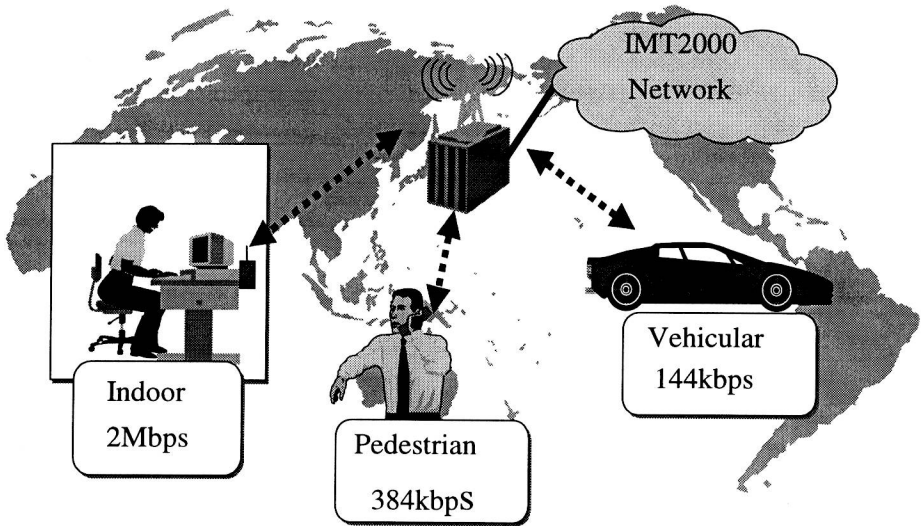 IMT2000
Network
Indoor
2Mbps
Pedestrian
384kbpS
Vehicular
144kbps